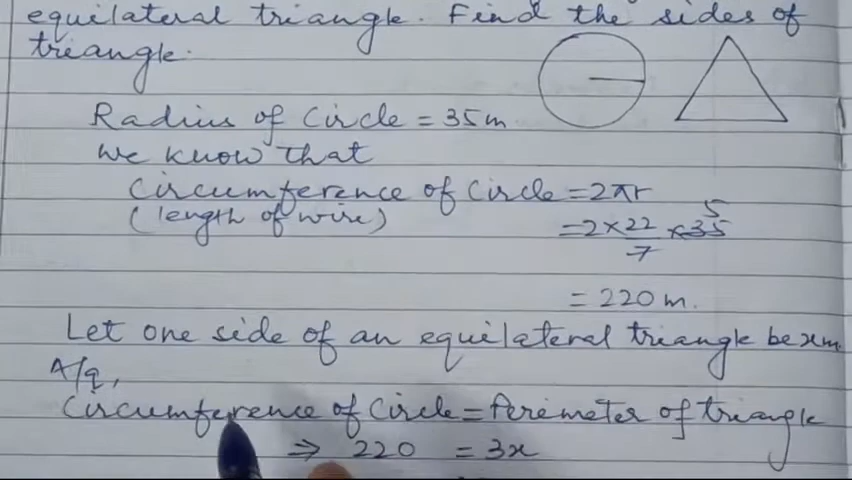 equilateral triangle. Find the sides of
triangle.
Radius of Circle = 35m
We know that
Circumference of Circle = 2πr
(length of wire)
= 2 × 22/7 × 35 5
= 220 m.
Let one side of an equilateral triangle be x m.
A/q,
Circumference of Circle = Perimeter of triangle
⇒ 220 = 3x